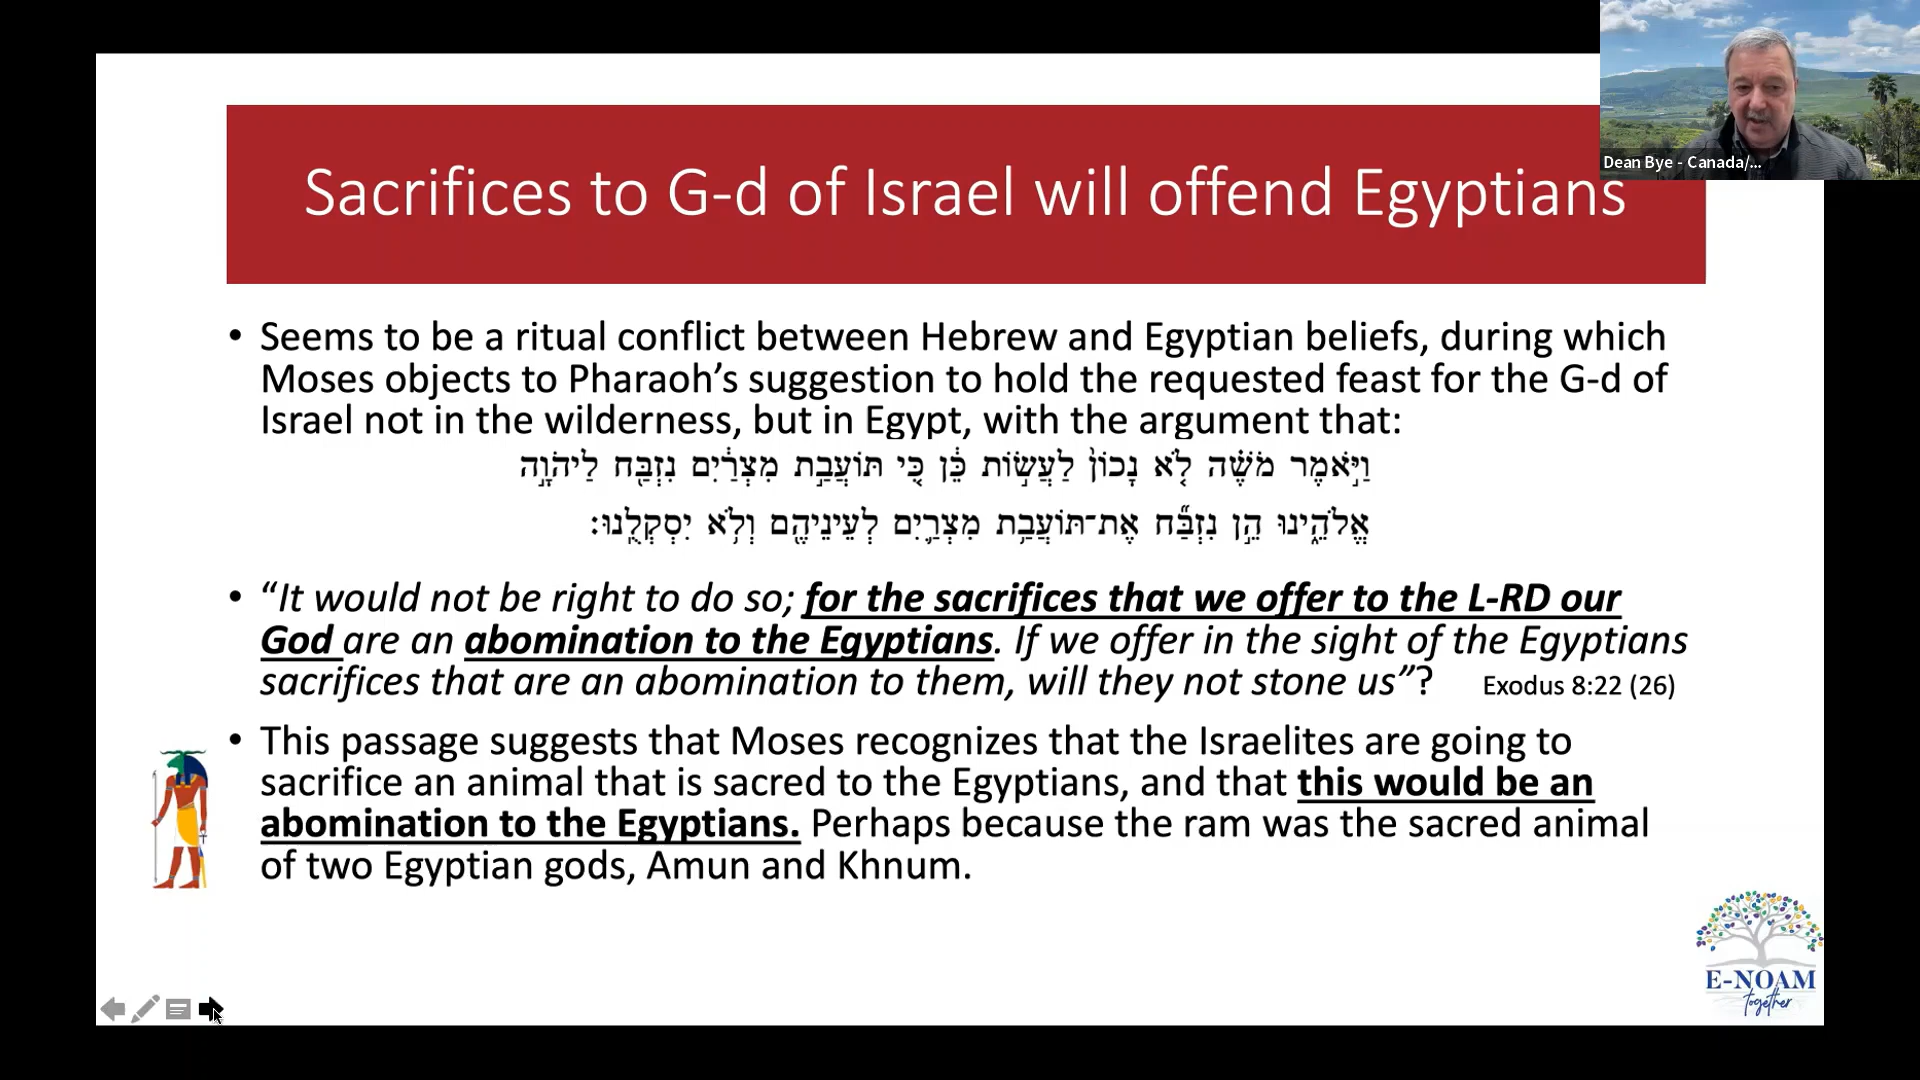 Dean Bye - Canada/...
Sacrifices to G-d of Israel will offend Egyptians
• Seems to be a ritual conflict between Hebrew and Egyptian beliefs, during which
Moses objects to Pharaoh’s suggestion to hold the requested feast for the G-d of
Israel not in the wilderness, but in Egypt, with the argument that:
וַיֹּ֣אמֶר מֹשֶׁ֗ה לֹ֤א נָכוֹן֙ לַעֲשׂ֣וֹת כֵּ֔ן כִּ֚י תּוֹעֲבַ֣ת מִצְרַ֔יִם נִזְבַּ֖ח לַיהֹוָ֣ה
אֱלֹהֵ֑ינוּ הֵ֣ן נִזְבַּ֞ח אֶת־תּוֹעֲבַ֥ת מִצְרַ֛יִם לְעֵינֵיהֶ֖ם וְלֹ֥א יִסְקְלֻֽנוּ׃
• “It would not be right to do so; for the sacrifices that we offer to the L-RD our
God are an abomination to the Egyptians. If we offer in the sight of the Egyptians
sacrifices that are an abomination to them, will they not stone us”? Exodus 8:22 (26)
• This passage suggests that Moses recognizes that the Israelites are going to
sacrifice an animal that is sacred to the Egyptians, and that this would be an
abomination to the Egyptians. Perhaps because the ram was the sacred animal
of two Egyptian gods, Amun and Khnum.
E-NOAM
together